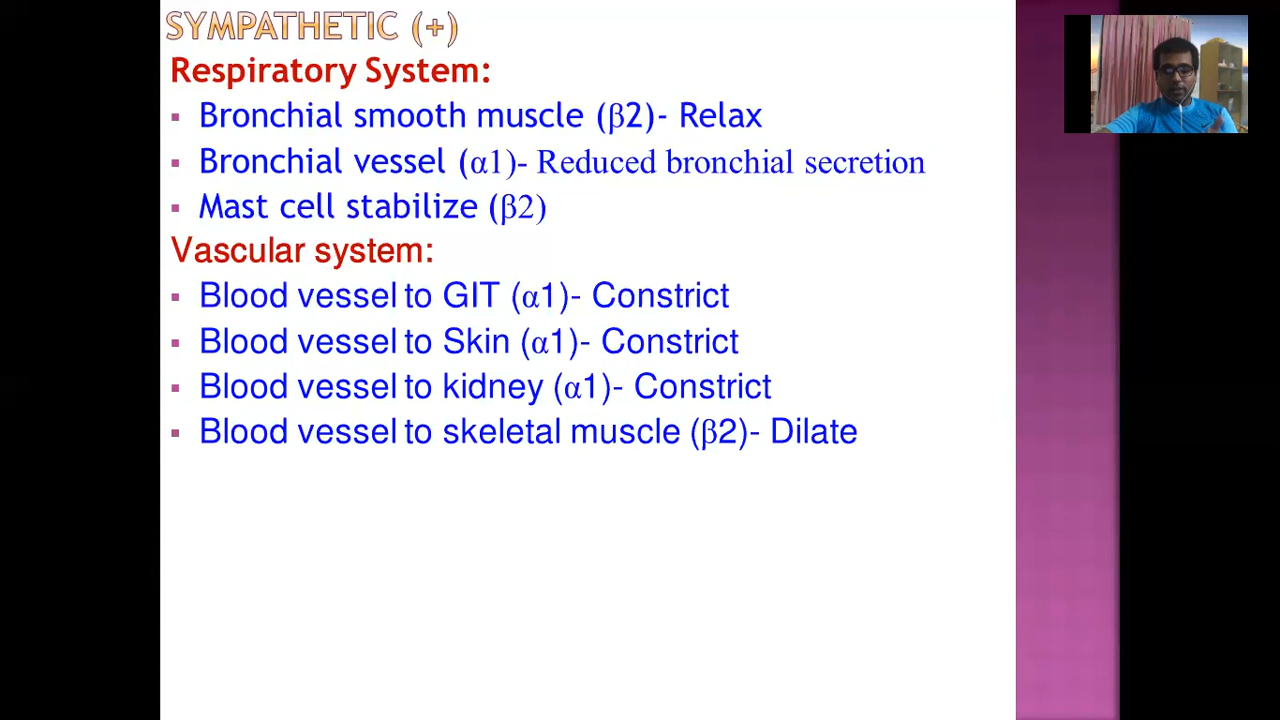 SYMPATHETIC (+)
Respiratory System:
▪ Bronchial smooth muscle (β2)- Relax
▪ Bronchial vessel (α1)- Reduced bronchial secretion
▪ Mast cell stabilize (β2)
Vascular system:
▪ Blood vessel to GIT (α1)- Constrict
▪ Blood vessel to Skin (α1)- Constrict
▪ Blood vessel to kidney (α1)- Constrict
▪ Blood vessel to skeletal muscle (β2)- Dilate